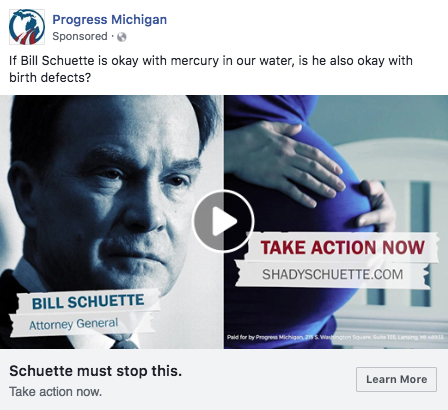 Progress Michigan
Sponsored ·
If Bill Schuette is okay with mercury in our water, is he also okay with
birth defects?
BILL SCHUETTE
Attorney General
TAKE ACTION NOW
SHADYSCHUETTE.COM
Paid for by Progress Michigan, 215 S. Washington Square, Suite 135, Lansing, MI 48933
Schuette must stop this.
Take action now.
Learn More